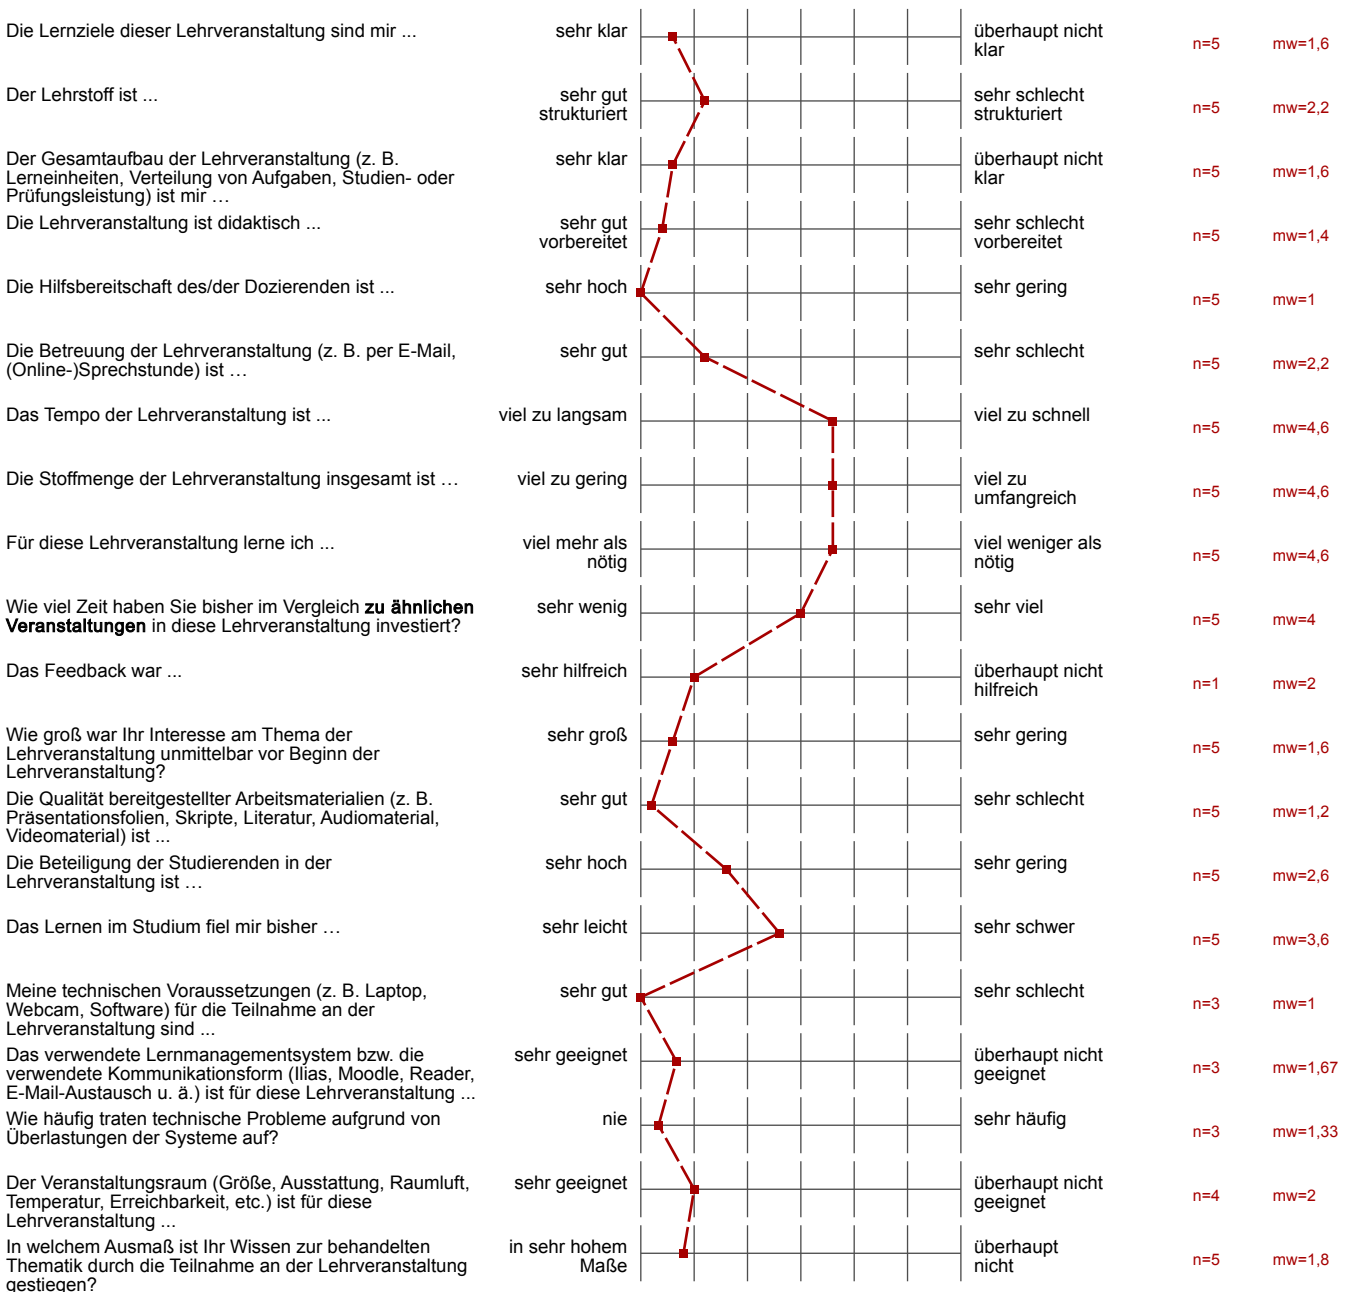 Die Lernziele dieser Lehrveranstaltung sind mir ... sehr klar überhaupt nicht
klar n=5 mw=1,6
Der Lehrstoff ist ... sehr gut
strukturiert sehr schlecht
strukturiert n=5 mw=2,2
Der Gesamtaufbau der Lehrveranstaltung (z. B.
Lerneinheiten, Verteilung von Aufgaben, Studien- oder
Prüfungsleistung) ist mir … sehr klar überhaupt nicht
klar n=5 mw=1,6
Die Lehrveranstaltung ist didaktisch ... sehr gut
vorbereitet sehr schlecht
vorbereitet n=5 mw=1,4
Die Hilfsbereitschaft des/der Dozierenden ist ... sehr hoch sehr gering n=5 mw=1
Die Betreuung der Lehrveranstaltung (z. B. per E-Mail,
(Online-)Sprechstunde) ist … sehr gut sehr schlecht n=5 mw=2,2
Das Tempo der Lehrveranstaltung ist ... viel zu langsam viel zu schnell n=5 mw=4,6
Die Stoffmenge der Lehrveranstaltung insgesamt ist … viel zu gering viel zu
umfangreich n=5 mw=4,6
Für diese Lehrveranstaltung lerne ich ... viel mehr als
nötig viel weniger als
nötig n=5 mw=4,6
Wie viel Zeit haben Sie bisher im Vergleich zu ähnlichen
Veranstaltungen in diese Lehrveranstaltung investiert? sehr wenig sehr viel n=5 mw=4
Das Feedback war ... sehr hilfreich überhaupt nicht
hilfreich n=1 mw=2
Wie groß war Ihr Interesse am Thema der
Lehrveranstaltung unmittelbar vor Beginn der
Lehrveranstaltung? sehr groß sehr gering n=5 mw=1,6
Die Qualität bereitgestellter Arbeitsmaterialien (z. B.
Präsentationsfolien, Skripte, Literatur, Audiomaterial,
Videomaterial) ist ... sehr gut sehr schlecht n=5 mw=1,2
Die Beteiligung der Studierenden in der
Lehrveranstaltung ist … sehr hoch sehr gering n=5 mw=2,6
Das Lernen im Studium fiel mir bisher … sehr leicht sehr schwer n=5 mw=3,6
Meine technischen Voraussetzungen (z. B. Laptop,
Webcam, Software) für die Teilnahme an der
Lehrveranstaltung sind ... sehr gut sehr schlecht n=3 mw=1
Das verwendete Lernmanagementsystem bzw. die
verwendete Kommunikationsform (Ilias, Moodle, Reader,
E-Mail-Austausch u. ä.) ist für diese Lehrveranstaltung ... sehr geeignet überhaupt nicht
geeignet n=3 mw=1,67
Wie häufig traten technische Probleme aufgrund von
Überlastungen der Systeme auf? nie sehr häufig n=3 mw=1,33
Der Veranstaltungsraum (Größe, Ausstattung, Raumluft,
Temperatur, Erreichbarkeit, etc.) ist für diese
Lehrveranstaltung ... sehr geeignet überhaupt nicht
geeignet n=4 mw=2
In welchem Ausmaß ist Ihr Wissen zur behandelten
Thematik durch die Teilnahme an der Lehrveranstaltung
gestiegen? in sehr hohem
Maße überhaupt
nicht n=5 mw=1,8